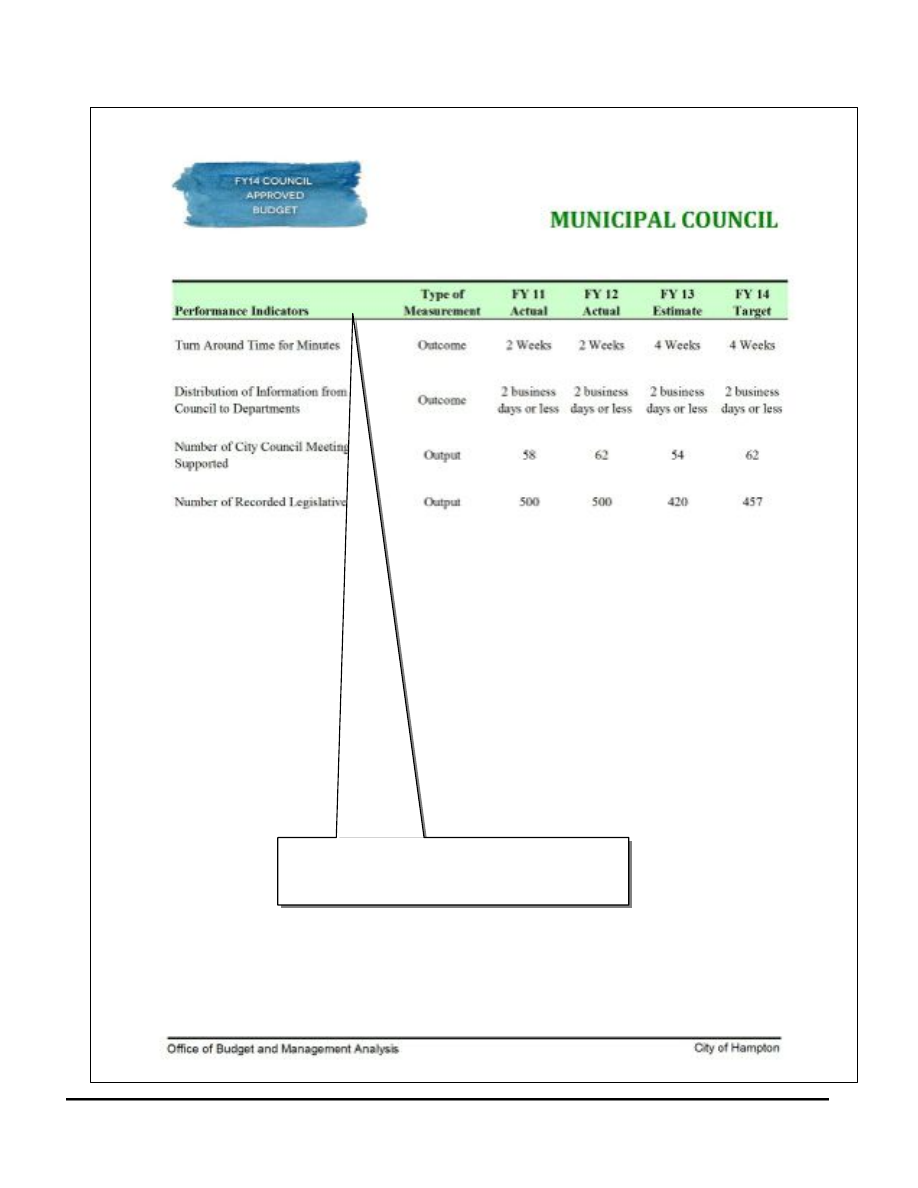 FY14 COUNCIL
APPROVED
BUDGET
MUNICIPAL COUNCIL
Performance Indicators Type of Measurement FY 11 Actual FY 12 Actual FY 13 Estimate FY 14 Target
Turn Around Time for Minutes Outcome 2 Weeks 2 Weeks 4 Weeks 4 Weeks
Distribution of Information from Council to Departments Outcome 2 business days or less 2 business days or less 2 business days or less 2 business days or less
Number of City Council Meeting Supported Output 58 62 54 62
Number of Recorded Legislative Output 500 500 420 457
Office of Budget and Management Analysis City of Hampton